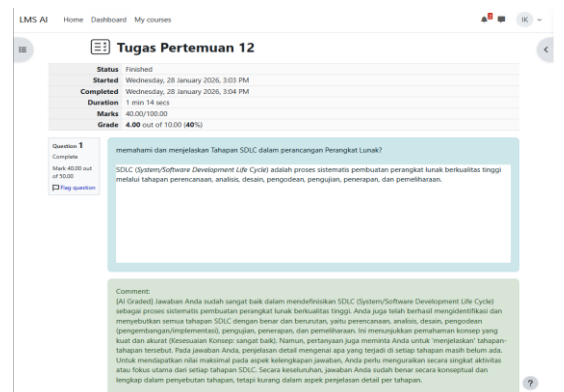 LMS AI Home Dashboard My courses IK
Tugas Pertemuan 12
Status Finished
Started Wednesday, 28 January 2026, 3:03 PM
Completed Wednesday, 28 January 2026, 3:04 PM
Duration 1 min 14 secs
Marks 40.00/100.00
Grade 4.00 out of 10.00 (40%)
Question 1
Complete
Mark 40.00 out
of 50.00
Flag question
memahami dan menjelaskan Tahapan SDLC dalam perancangan Perangkat Lunak?
SDLC (System/Software Development Life Cycle) adalah proses sistematis pembuatan perangkat lunak berkualitas tinggi
melalui tahapan perencanaan, analisis, desain, pengodean, pengujian, penerapan, dan pemeliharaan.
Comment:
[AI Graded] Jawaban Anda sudah sangat baik dalam mendefinisikan SDLC (System/Software Development Life Cycle)
sebagai proses sistematis pembuatan perangkat lunak berkualitas tinggi. Anda juga telah berhasil mengidentifikasi dan
menyebutkan semua tahapan SDLC dengan benar dan berurutan, yaitu perencanaan, analisis, desain, pengodean
(pengembangan/implementasi), pengujian, penerapan, dan pemeliharaan. Ini menunjukkan pemahaman konsep yang
kuat dan akurat (Kesesuaian Konsep: sangat baik). Namun, pertanyaan juga meminta Anda untuk 'menjelaskan' tahapan-
tahapan tersebut. Pada jawaban Anda, penjelasan detail mengenai apa yang terjadi di setiap tahapan masih belum ada.
Untuk mendapatkan nilai maksimal pada aspek kelengkapan jawaban, Anda perlu menguraikan secara singkat aktivitas
atau fokus utama dari setiap tahapan SDLC. Secara keseluruhan, jawaban Anda sudah benar secara konseptual dan
lengkap dalam penyebutan tahapan, tetapi kurang dalam aspek penjelasan detail per tahapan.
?